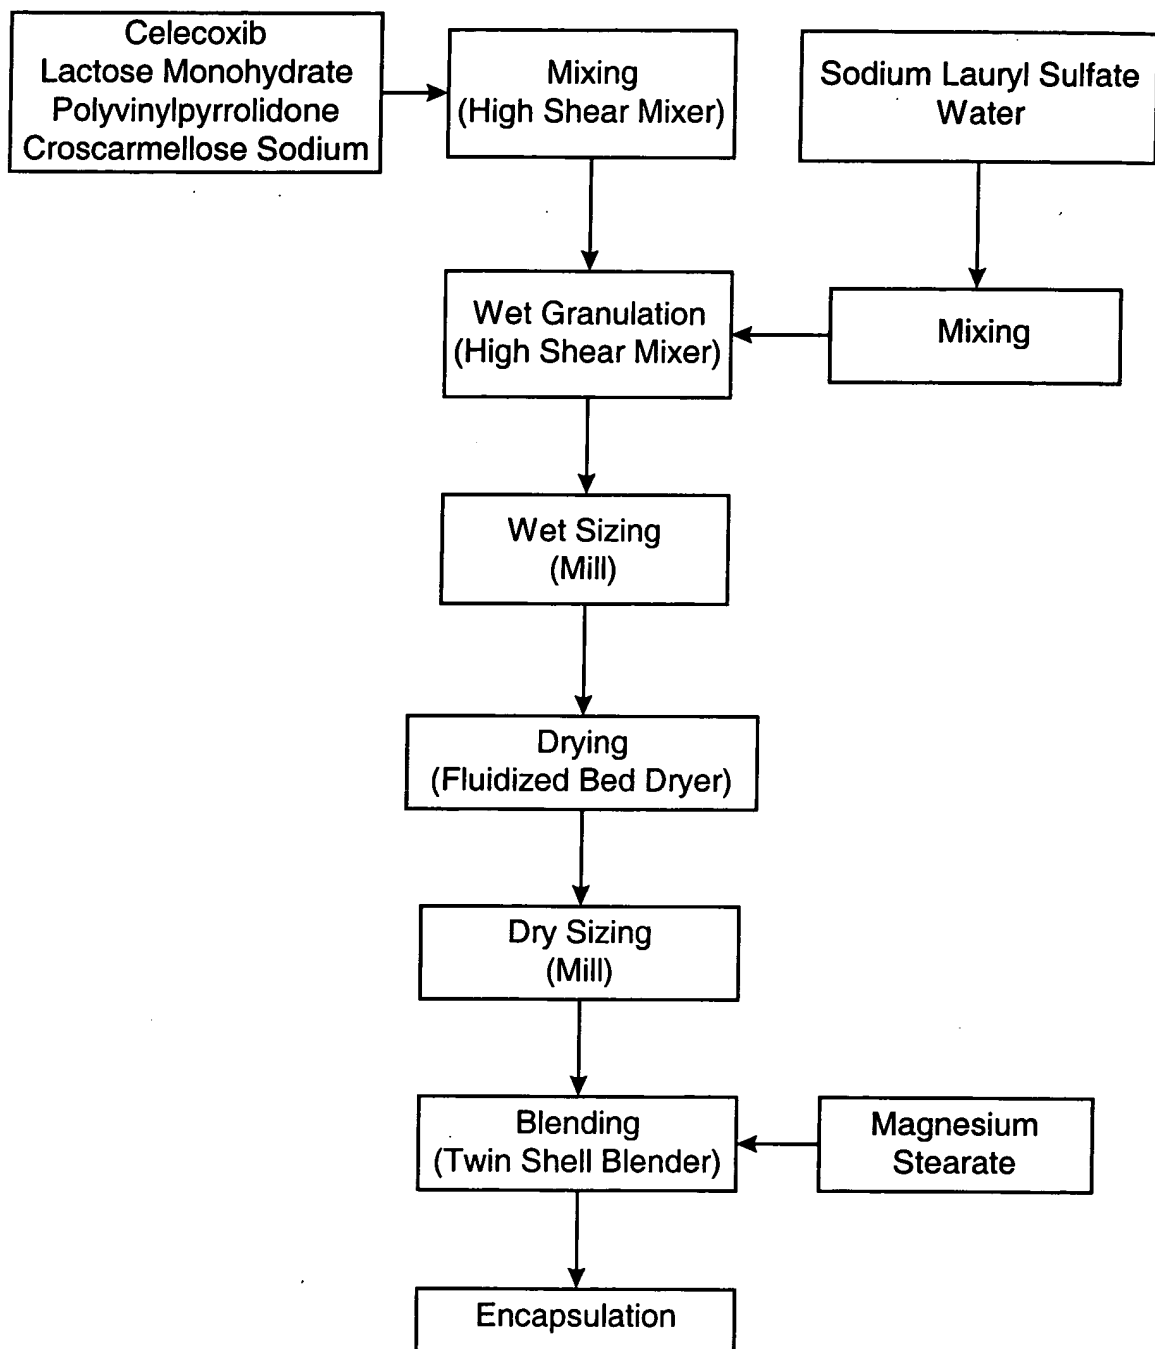 Celecoxib
Lactose Monohydrate
Polyvinylpyrrolidone
Croscarmellose Sodium
Mixing
(High Shear Mixer)
Sodium Lauryl Sulfate
Water
Wet Granulation
(High Shear Mixer)
Mixing
Wet Sizing
(Mill)
Drying
(Fluidized Bed Dryer)
Dry Sizing
(Mill)
Blending
(Twin Shell Blender)
Magnesium
Stearate
Encapsulation